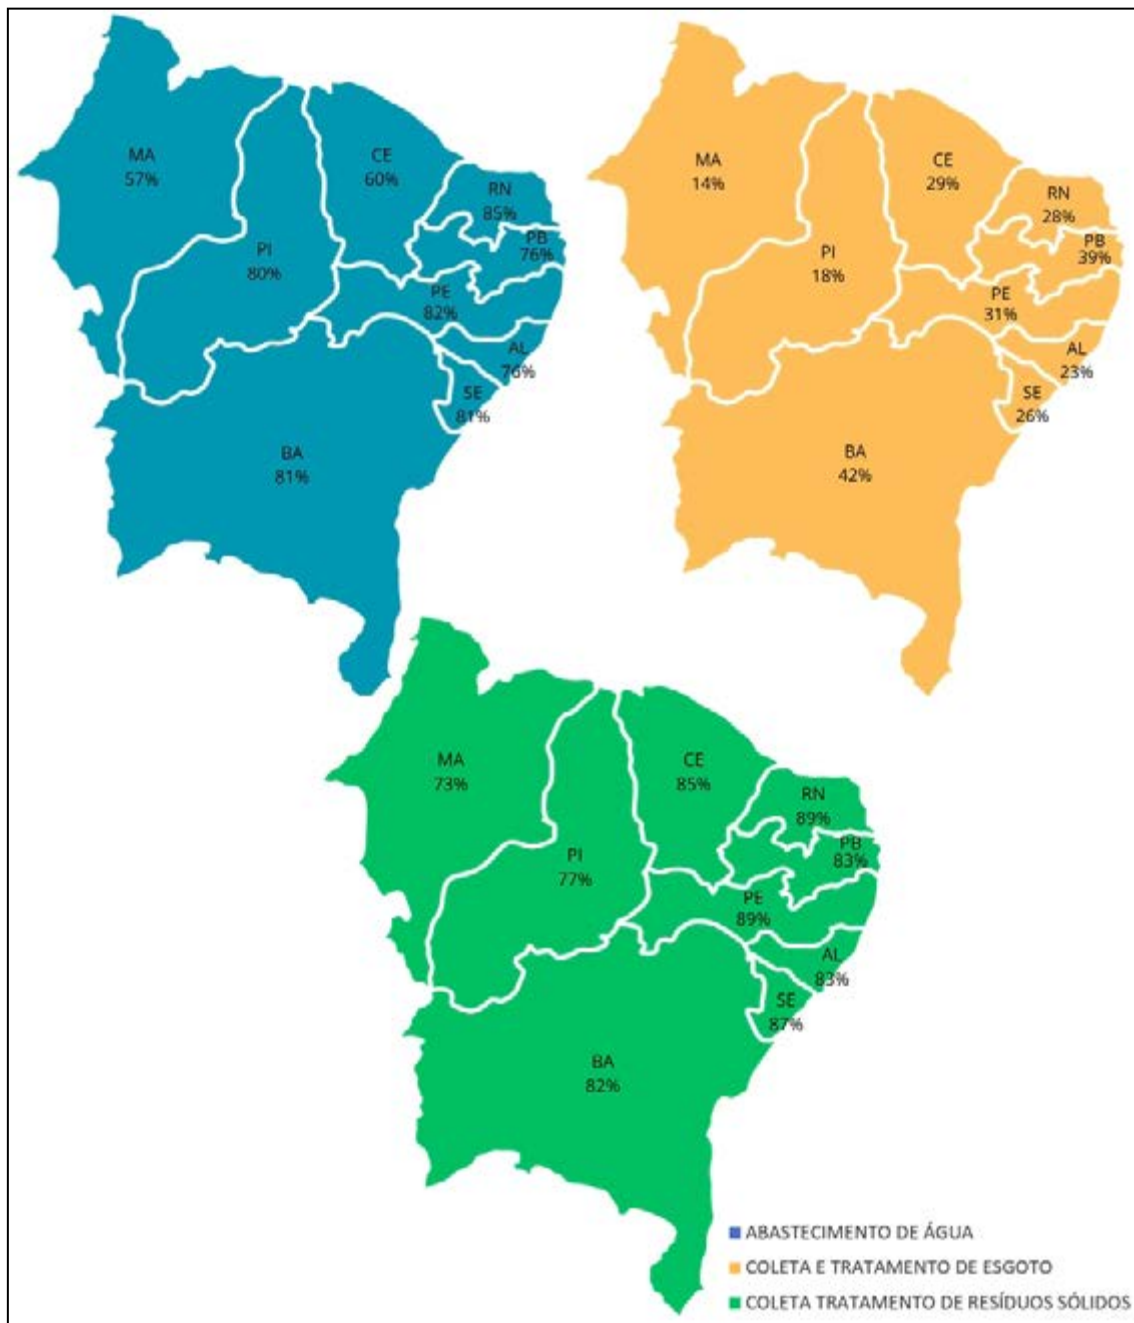 MA
57%
CE
60%
RN
85%
PB
76%
PI
80%
PE
82%
AL
76%
SE
81%
BA
81%
MA
14%
CE
29%
RN
28%
PB
39%
PI
18%
PE
31%
AL
23%
SE
26%
BA
42%
MA
73%
CE
85%
RN
89%
PB
83%
PI
77%
PE
89%
AL
83%
SE
87%
BA
82%
ABASTECIMENTO DE ÁGUA
COLETA E TRATAMENTO DE ESGOTO
COLETA TRATAMENTO DE RESÍDUOS SÓLIDOS